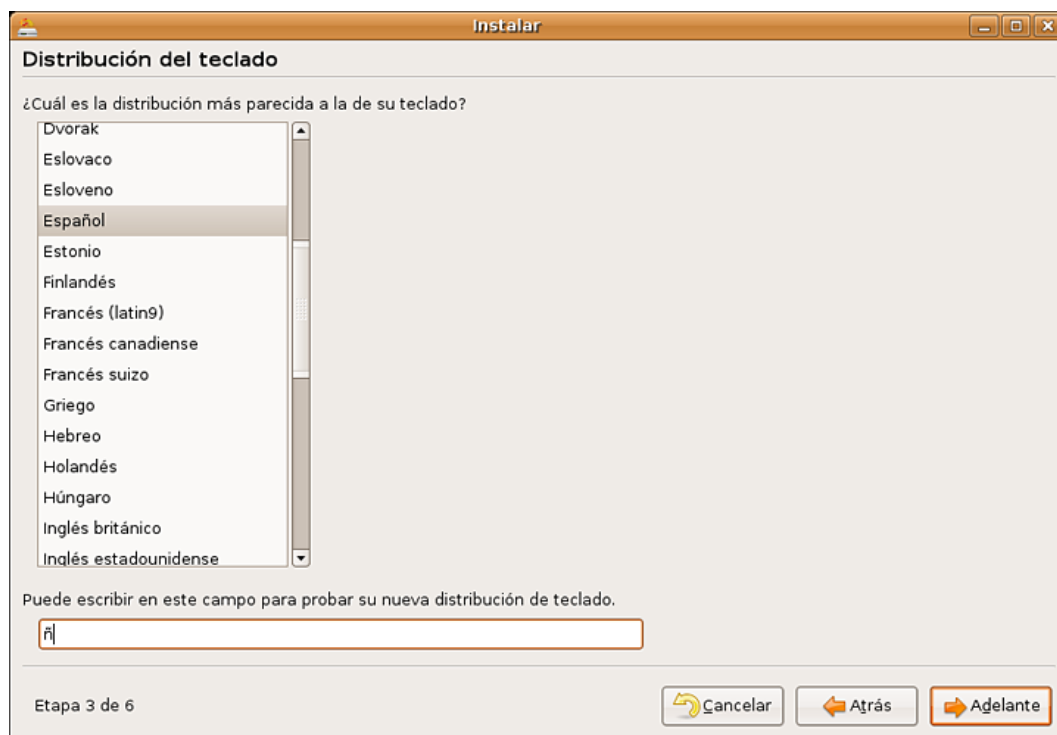 Instalar
Distribución del teclado
¿Cuál es la distribución más parecida a la de su teclado?
Dvorak
Eslovaco
Esloveno
Español
Estonio
Finlandés
Francés (latin9)
Francés canadiense
Francés suizo
Griego
Hebreo
Holandés
Húngaro
Inglés británico
Inglés estadounidense
Puede escribir en este campo para probar su nueva distribución de teclado.
ñ
Etapa 3 de 6 Cancelar Atrás Adelante